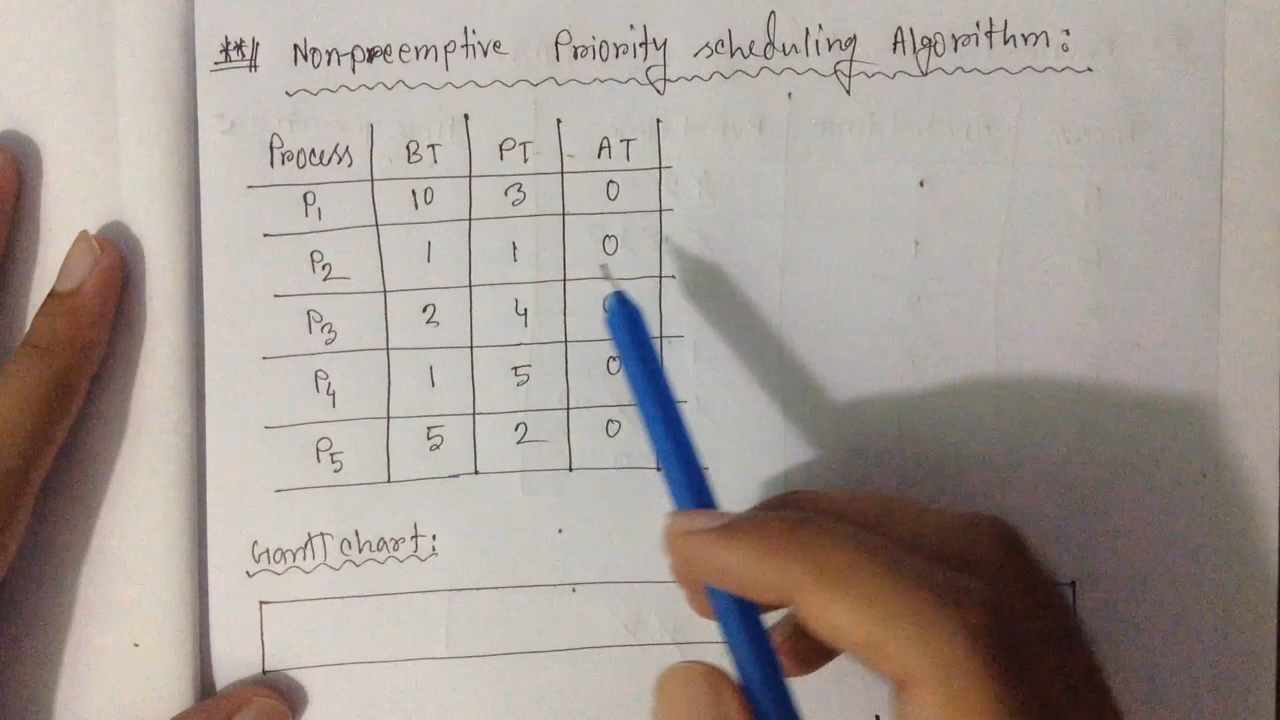 **// Non-preemptive Priority scheduling Algorithm:
Process BT PT AT
P1 10 3 0
P2 1 1 0
P3 2 4
P4 1 5 0
P5 5 2 0
Gantt chart: